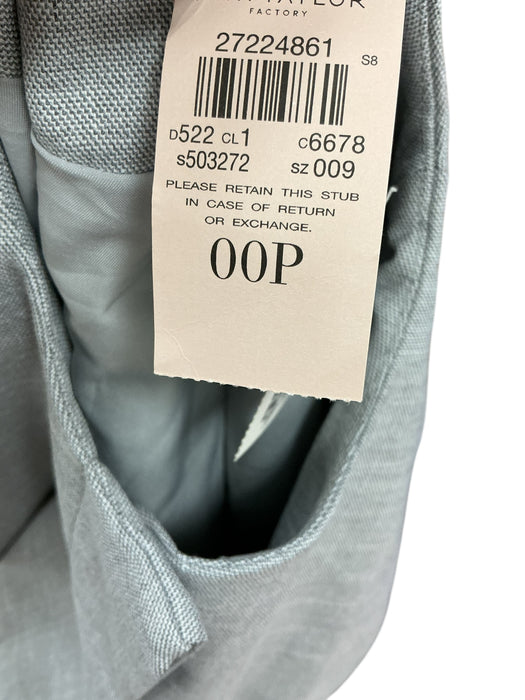 TAYLOR
FACTORY
27224861
S8
D522 CL1 C6678
S503272 SZ 009
PLEASE RETAIN THIS STUB
IN CASE OF RETURN
OR EXCHANGE.
00P